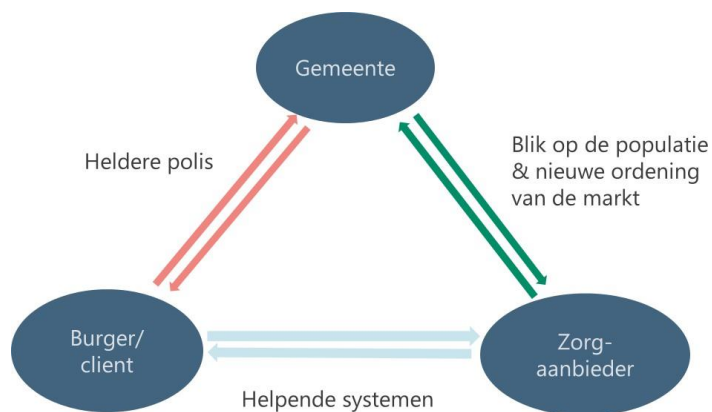 Gemeente
Heldere polis
Blik op de populatie
& nieuwe ordening
van de markt
Burger/
client
Zorg-
aanbieder
Helpende systemen